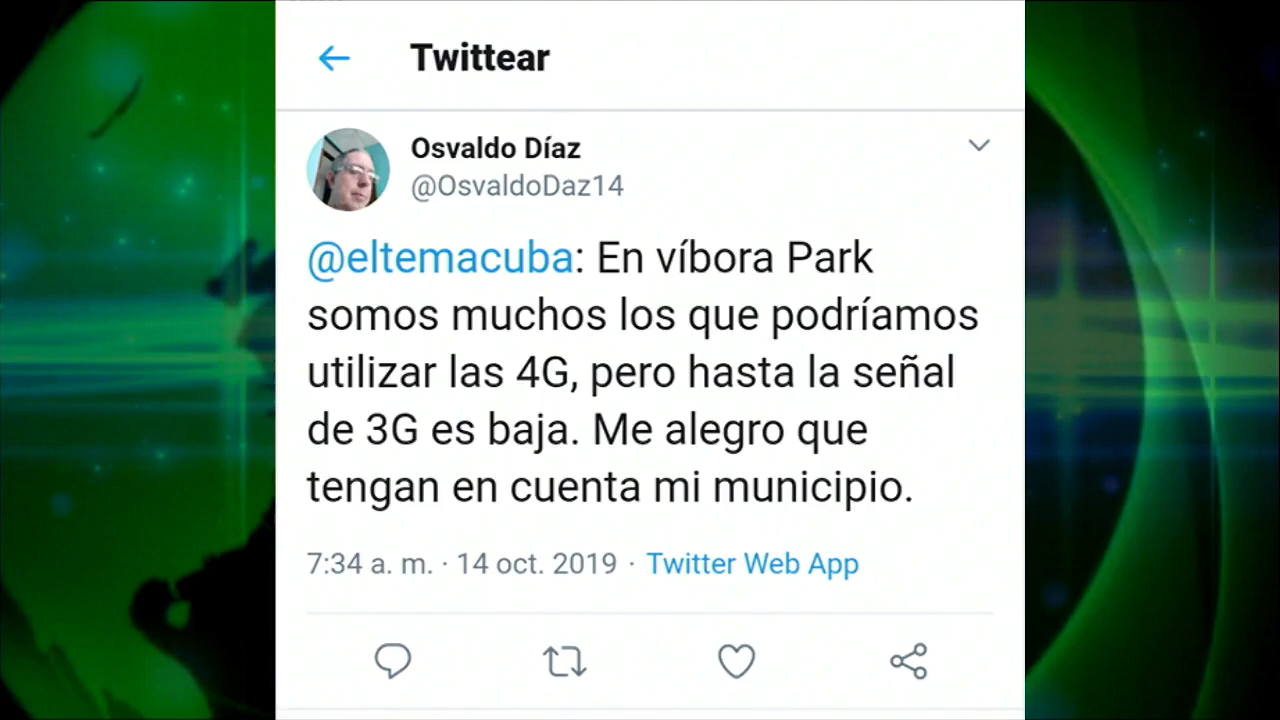 Twittear
Osvaldo Díaz
@OsvaldoDaz14
@eltemacuba: En víbora Park
somos muchos los que podríamos
utilizar las 4G, pero hasta la señal
de 3G es baja. Me alegro que
tengan en cuenta mi municipio.
7:34 a. m. · 14 oct. 2019 · Twitter Web App